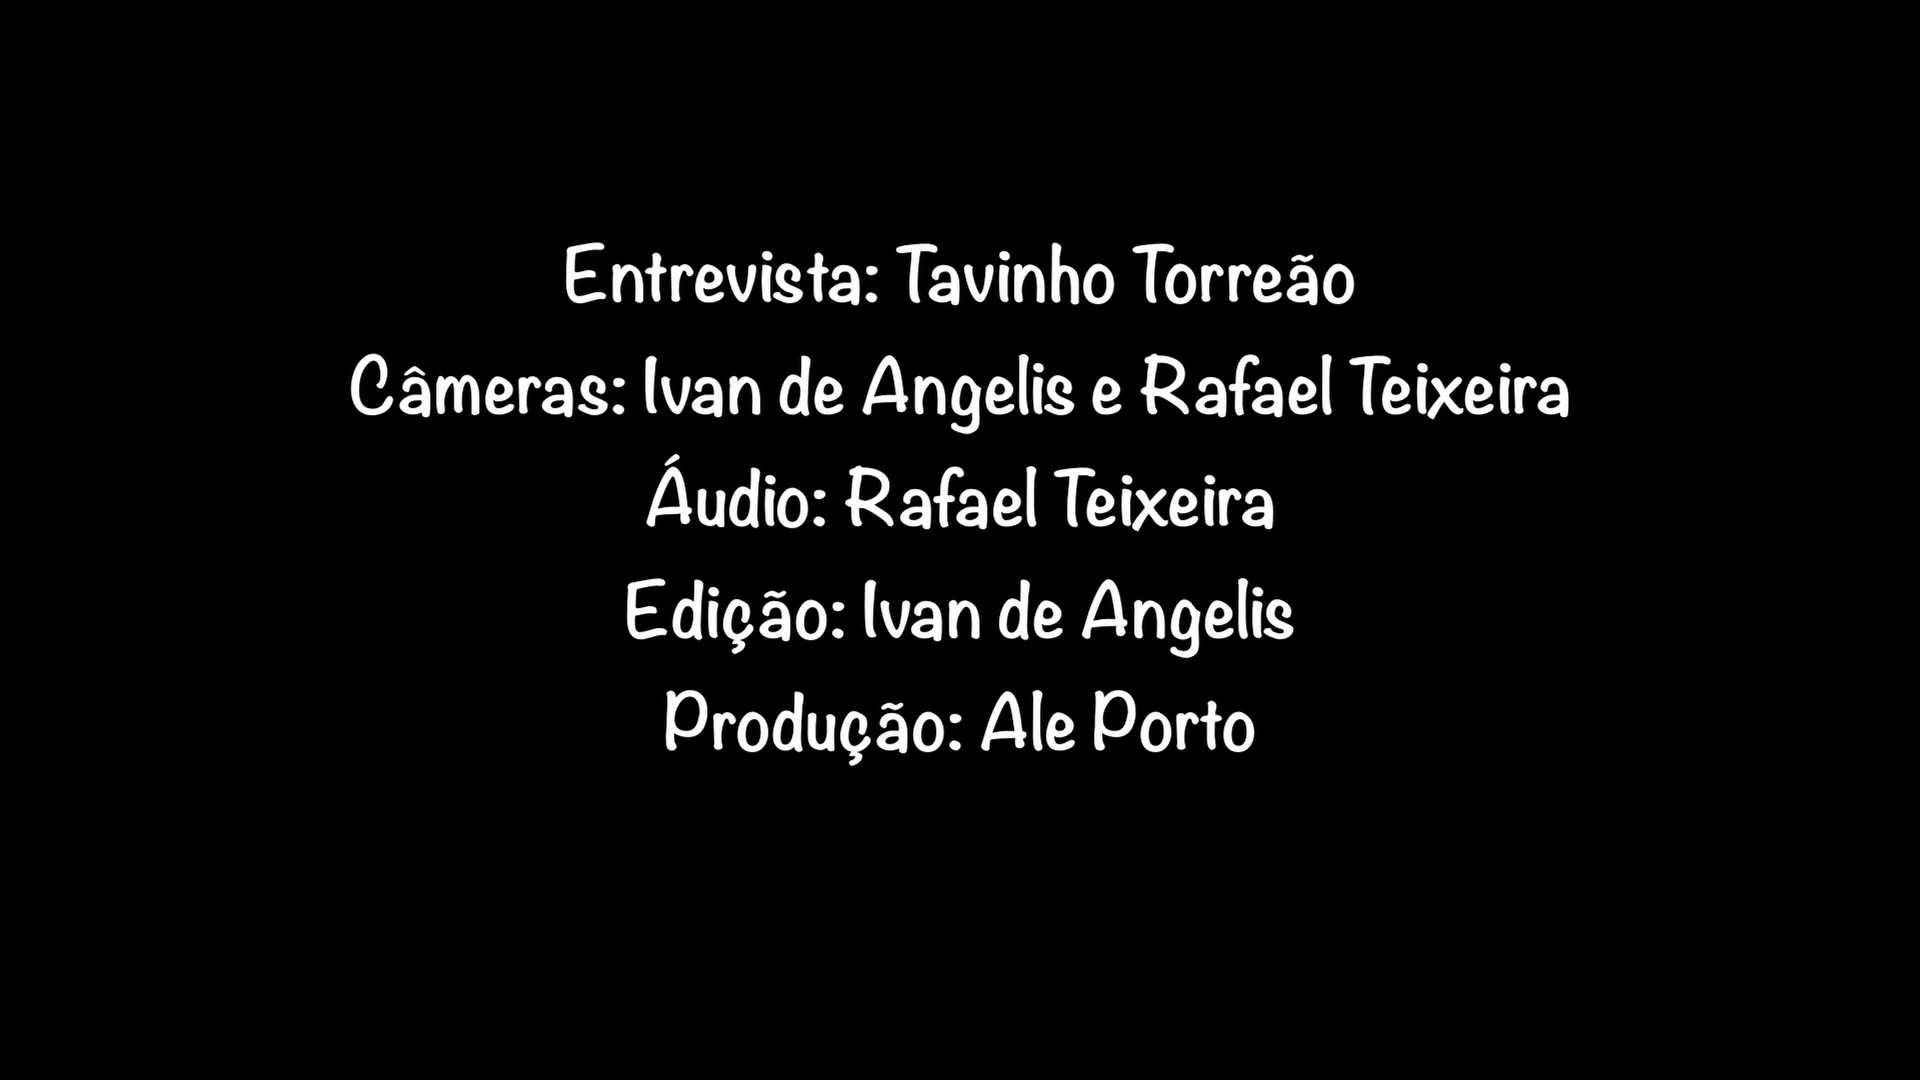 Entrevista: Tavinho Torreão
Câmeras: Ivan de Angelis e Rafael Teixeira
Áudio: Rafael Teixeira
Edição: Ivan de Angelis
Produção: Ale Porto